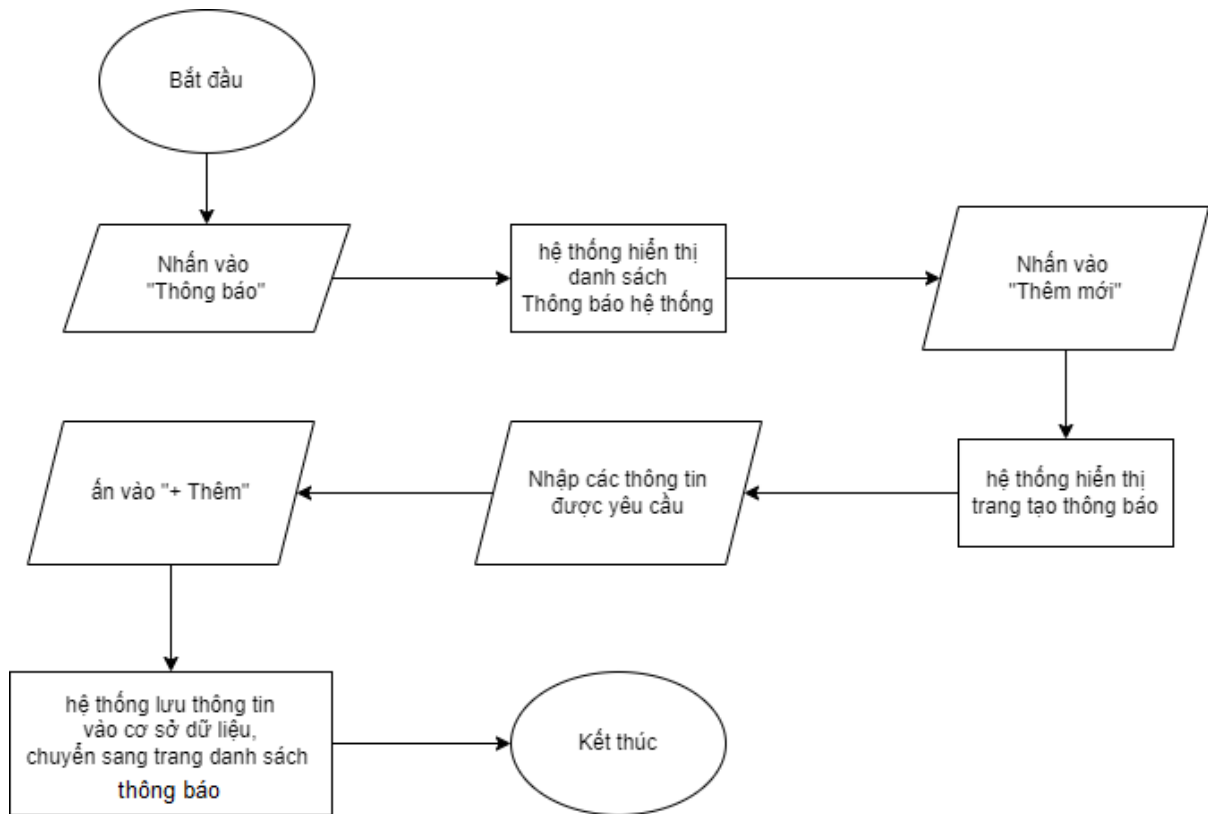 Bắt đầu
Nhấn vào
"Thông báo"
hệ thống hiển thị
danh sách
Thông báo hệ thống
Nhấn vào
"Thêm mới"
hệ thống hiển thị
trang tạo thông báo
Nhập các thông tin
được yêu cầu
ấn vào "+ Thêm"
hệ thống lưu thông tin
vào cơ sở dữ liệu,
chuyển sang trang danh sách
thông báo
Kết thúc